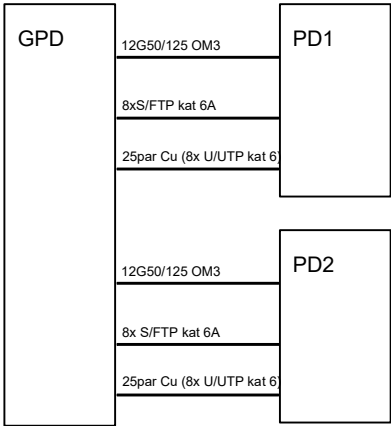 GPD
PD1
12G50/125 OM3
8xS/FTP kat 6A
25par Cu (8x U/UTP kat 6)
PD2
12G50/125 OM3
8x S/FTP kat 6A
25par Cu (8x U/UTP kat 6)